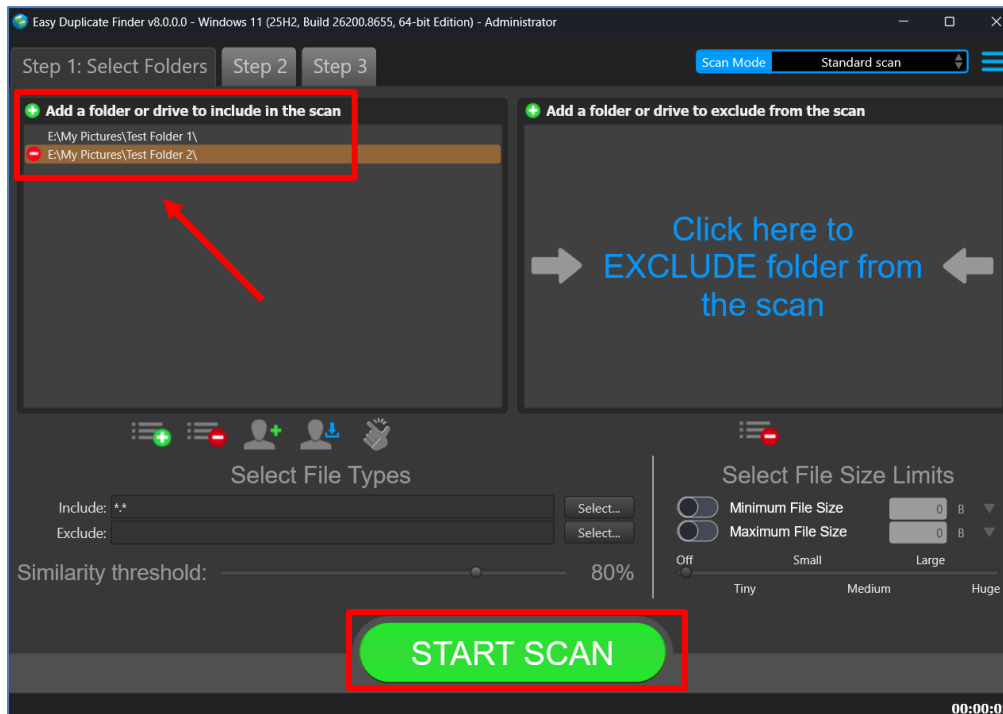 Easy Duplicate Finder v8.0.0.0 - Windows 11 (25H2, Build 26200.8655, 64-bit Edition) - Administrator
Step 1: Select Folders Step 2 Step 3 Scan Mode Standard scan
Add a folder or drive to include in the scan
E:\My Pictures\Test Folder 1\
E:\My Pictures\Test Folder 2\
Add a folder or drive to exclude from the scan
Click here to
EXCLUDE folder from
the scan
Select File Types
Include: *.* Select...
Exclude: Select...
Similarity threshold: 80%
Select File Size Limits
Minimum File Size 0 B
Maximum File Size 0 B
Off Small Large
Tiny Medium Huge
START SCAN
00:00:0